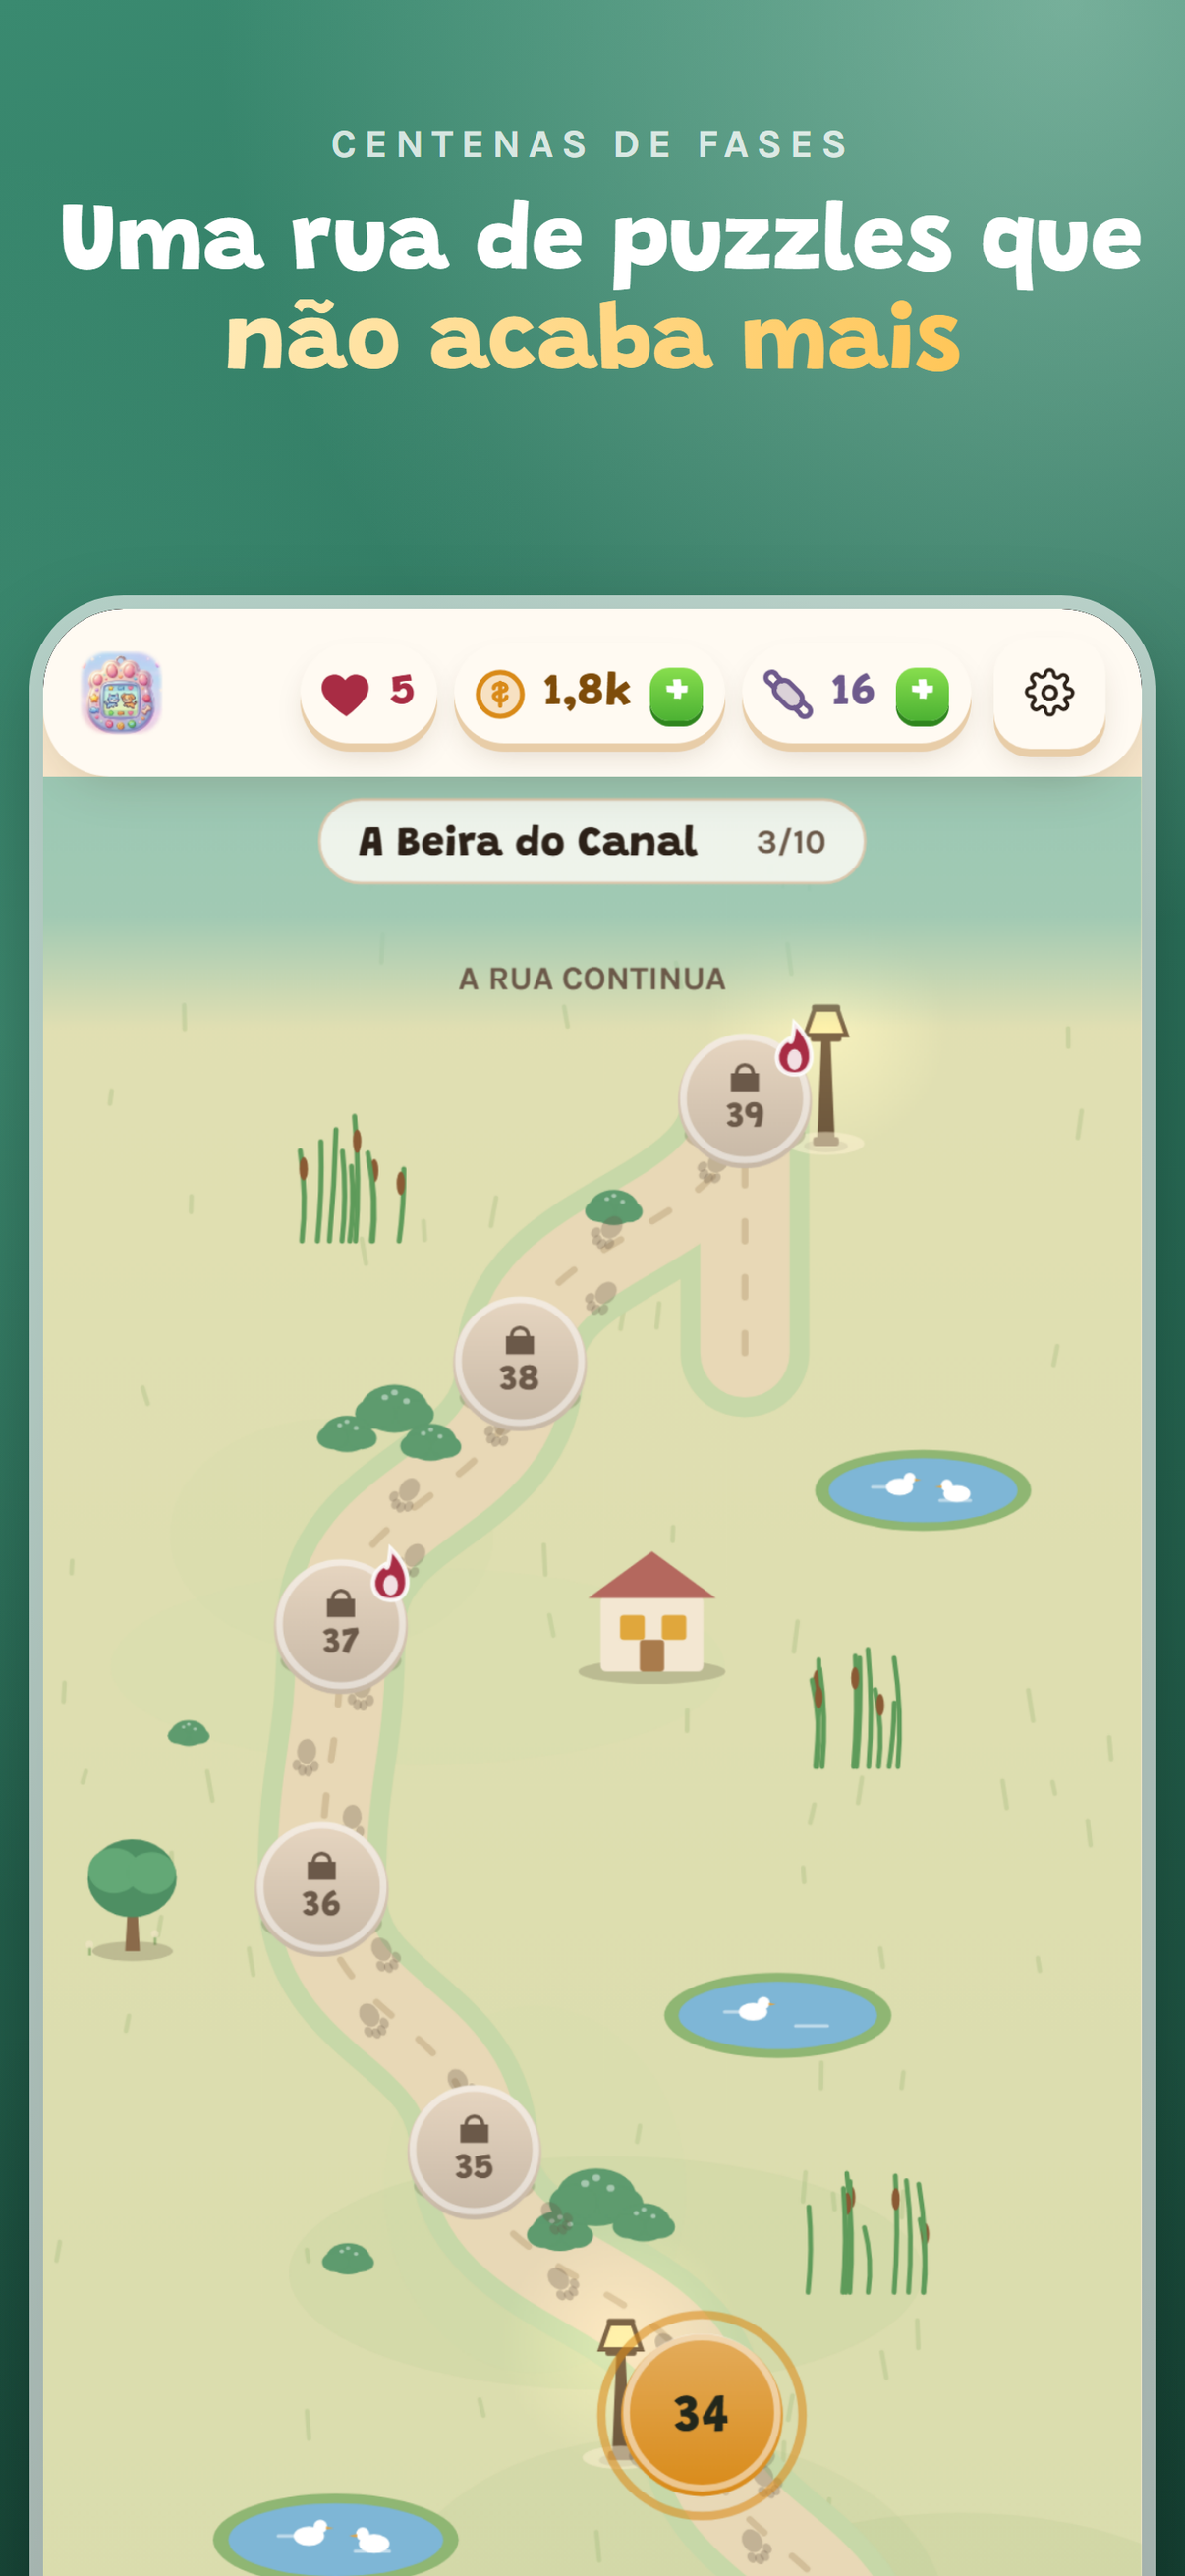 CENTENAS DE FASES
Uma rua de puzzles que
não acaba mais
5 1,8k + 16 +
A Beira do Canal 3/10
A RUA CONTINUA
39
38
37
36
35
34